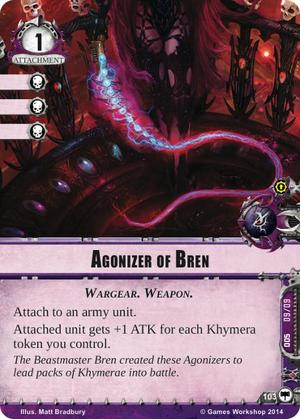 1
ATTACHMENT
AGONIZER OF BREN
WARGEAR. WEAPON.
Attach to an army unit.
Attached unit gets +1 ATK for each Khymera
token you control.
The Beastmaster Bren created these Agonizers to
lead packs of Khymerae into battle.
005 09/09
103
Illus. Matt Bradbury
© Games Workshop 2014